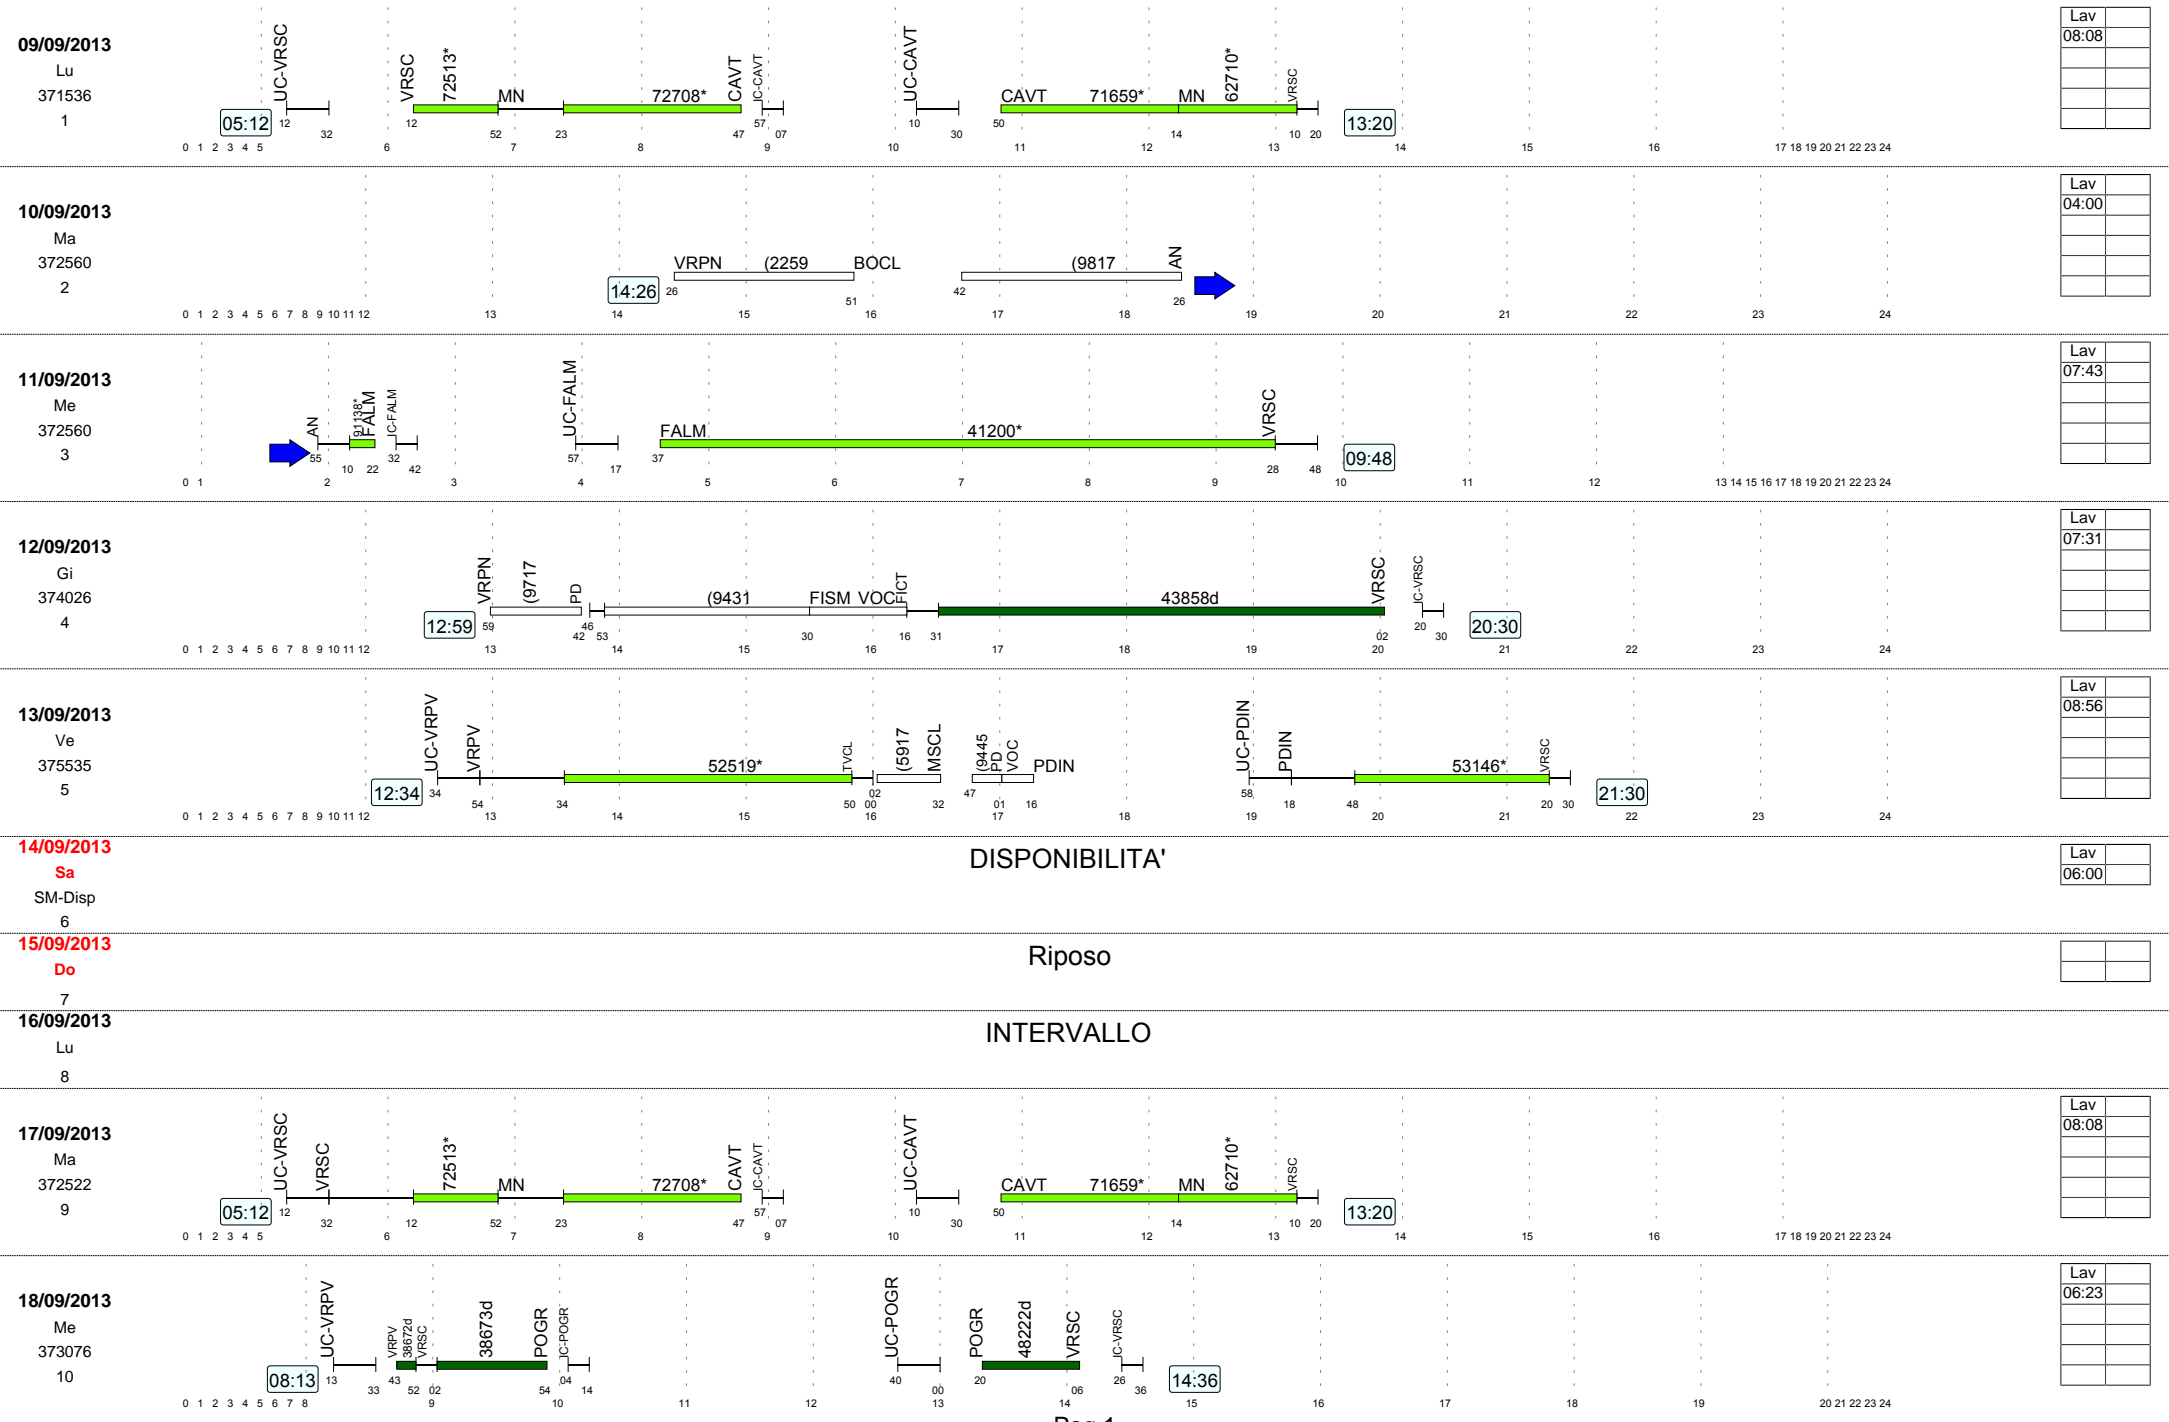 09/09/2013
Lu
371536
1
05:12
UC-VRSC
VRSC
72513*
MN
72708*
CAVT
UC-CAVT
CAVT 71659* MN
62710*
VRSC
13:20
12 32 12 52 23 47 57 07 10 30 50 14 10 20
0 1 2 3 4 5 6 7 8 9 10 11 12 13 14 15 16 17 18 19 20 21 22 23 24
Lav
08:08
10/09/2013
Ma
372560
2
14:26
VRPN (2259 BOCL
(9817
AN
26 51 42 26
0 1 2 3 4 5 6 7 8 9 10 11 12 13 14 15 16 17 18 19 20 21 22 23 24
Lav
04:00
11/09/2013
Me
372560
3
AN
91138*
FALM
UC-FALM
FALM 41200*
VRSC
09:48
55 10 22 32 42 57 17 37 28 48
0 1 2 3 4 5 6 7 8 9 10 11 12 13 14 15 16 17 18 19 20 21 22 23 24
Lav
07:43
12/09/2013
Gi
374026
4
12:59
VRPN
(9717
PD
(9431 FISM VOC
FICT
43858d
VRSC
20:30
59 42 46 53 30 16 31 02 20 30
0 1 2 3 4 5 6 7 8 9 10 11 12 13 14 15 16 17 18 19 20 21 22 23 24
Lav
07:31
13/09/2013
Ve
375535
5
12:34
UC-VRPV
VRPV
52519*
TVCL
(5917
MSCL
(9445
PD
VOC
PDIN
UC-PDIN
PDIN
53146*
VRSC
21:30
34 54 34 50 00 02 32 47 01 16 58 18 48 20 30
0 1 2 3 4 5 6 7 8 9 10 11 12 13 14 15 16 17 18 19 20 21 22 23 24
Lav
08:56
14/09/2013
Sa
SM-Disp
6
DISPONIBILITA'
Lav
06:00
15/09/2013
Do
7
Riposo
16/09/2013
Lu
8
INTERVALLO
17/09/2013
Ma
372522
9
05:12
UC-VRSC
VRSC
72513*
MN
72708*
CAVT
UC-CAVT
CAVT 71659* MN
62710*
VRSC
13:20
12 32 12 52 23 47 57 07 10 30 50 14 10 20
0 1 2 3 4 5 6 7 8 9 10 11 12 13 14 15 16 17 18 19 20 21 22 23 24
Lav
08:08
18/09/2013
Me
373076
10
08:13
UC-VRPV
VRPV
38672d
VRSC
38673d
POGR
UC-POGR
POGR
48222d
VRSC
14:36
13 33 43 52 02 54 04 14 40 00 20 06 26 36
0 1 2 3 4 5 6 7 8 9 10 11 12 13 14 15 16 17 18 19 20 21 22 23 24
Lav
06:23